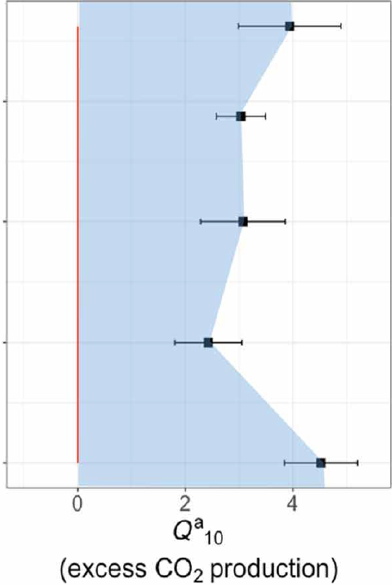 0 2 4
Qᵃ₁₀
(excess CO₂ production)